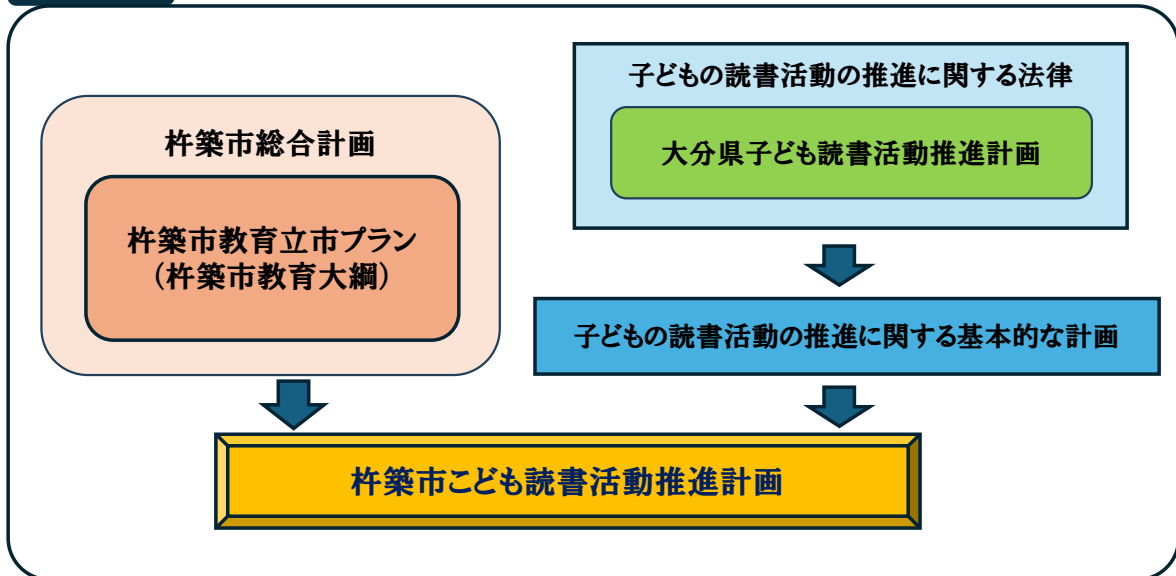 杵築市総合計画
杵築市教育立市プラン
（杵築市教育大綱）
子どもの読書活動の推進に関する法律
大分県子ども読書活動推進計画
子どもの読書活動の推進に関する基本的な計画
杵築市こども読書活動推進計画